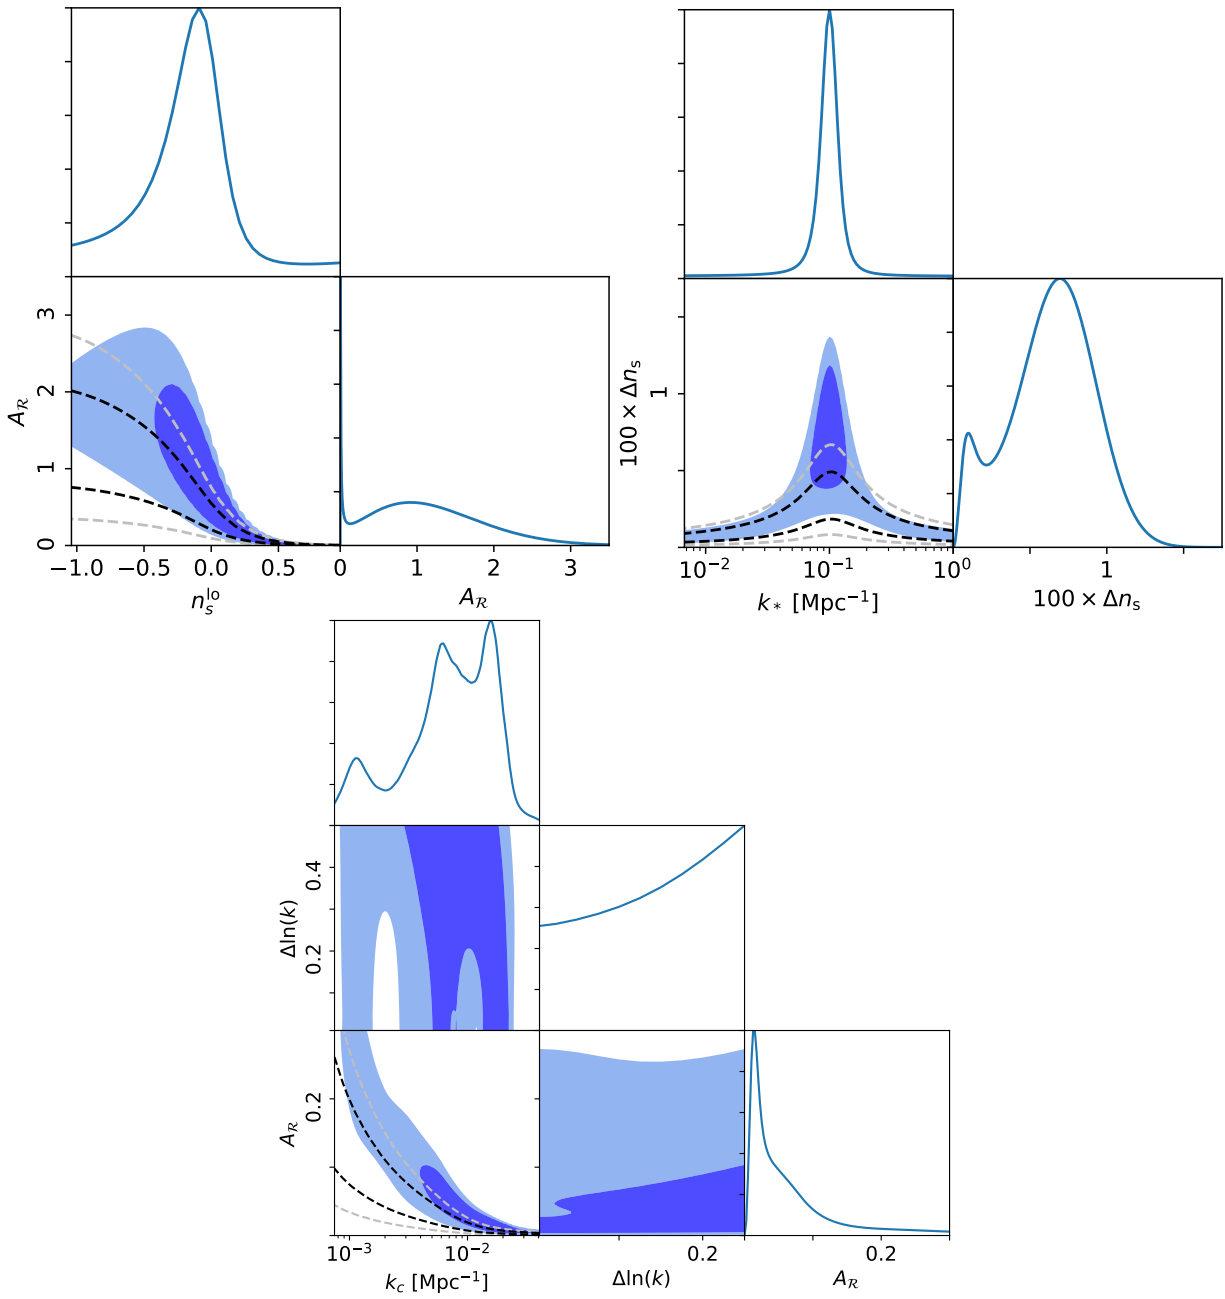 3
2
1
0
A_ℛ
−1.0 −0.5 0.0 0.5
n_s^lo
0 1 2 3
A_ℛ
1
100 × Δn_s
10^−2 10^−1 10^0
k_* [Mpc^−1]
1
100 × Δn_s
0.4
0.2
Δln(k)
0.2
A_ℛ
10^−3 10^−2
k_c [Mpc^−1]
0.2
Δln(k)
0.2
A_ℛ